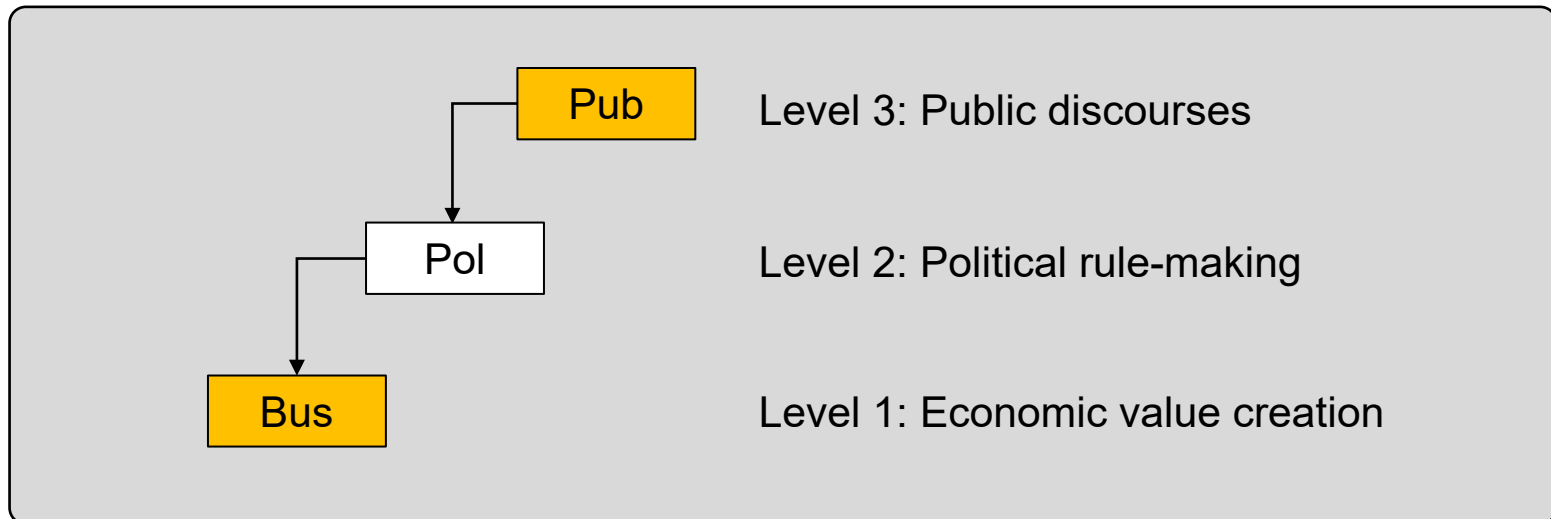 Pub
Level 3: Public discourses
Pol
Level 2: Political rule-making
Bus
Level 1: Economic value creation